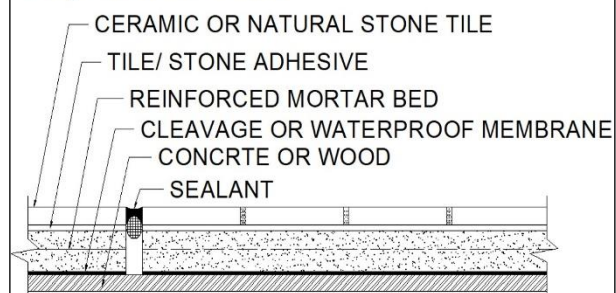 CERAMIC OR NATURAL STONE TILE
TILE/ STONE ADHESIVE
REINFORCED MORTAR BED
CLEAVAGE OR WATERPROOF MEMBRANE
CONCRTE OR WOOD
SEALANT